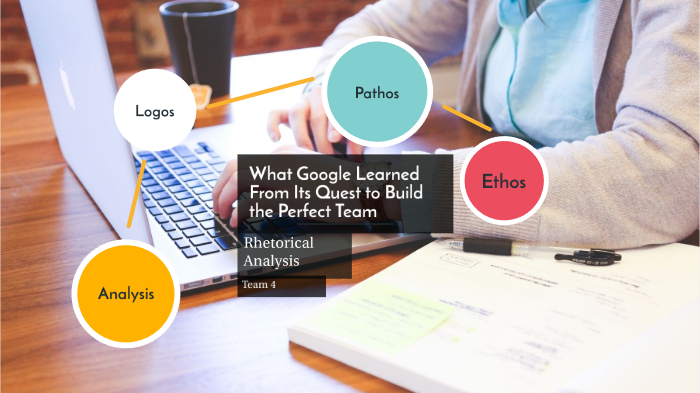 Logos
Pathos
Ethos
What Google Learned
From Its Quest to Build
the Perfect Team
Rhetorical
Analysis
Team 4
Analysis